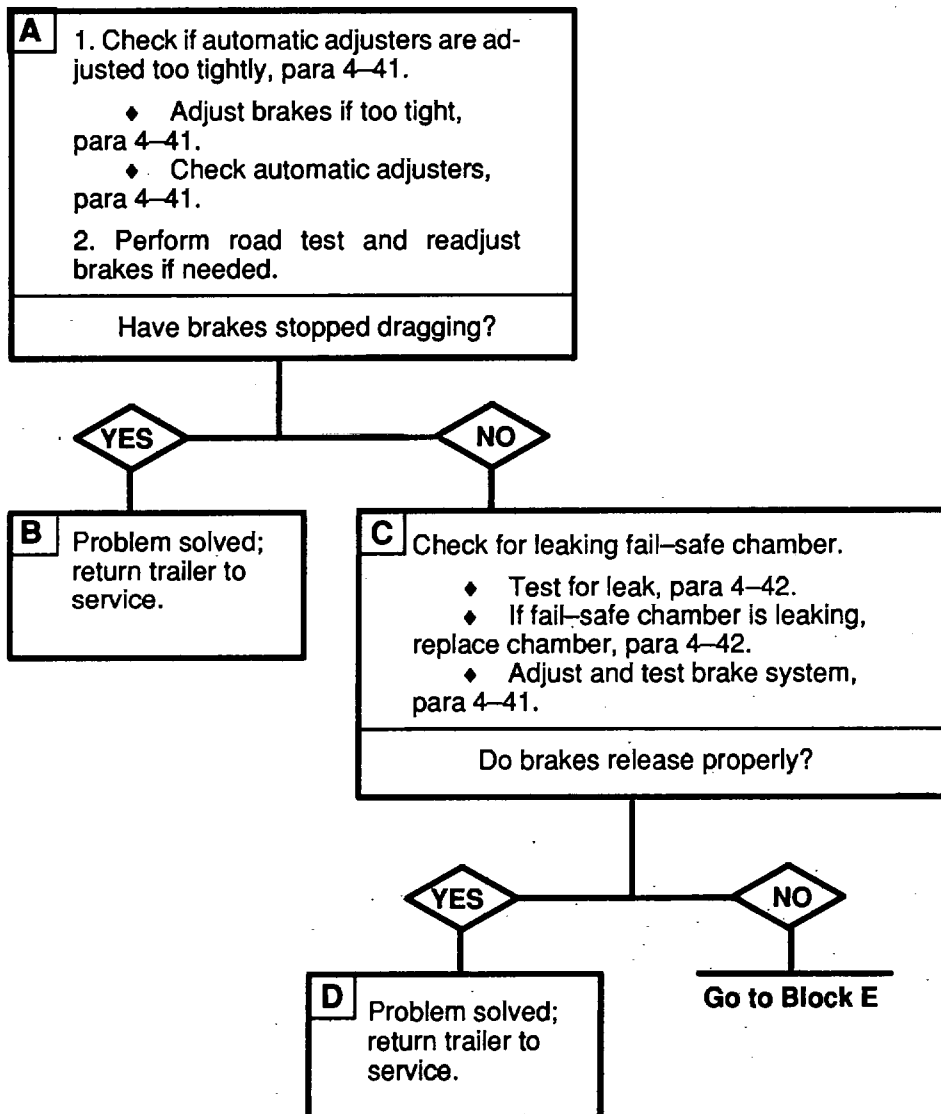 A
1. Check if automatic adjusters are ad-
justed too tightly, para 4–41.
♦ Adjust brakes if too tight,
para 4–41.
♦ Check automatic adjusters,
para 4–41.
2. Perform road test and readjust
brakes if needed.
Have brakes stopped dragging?
YES
NO
B
Problem solved;
return trailer to
service.
C
Check for leaking fail–safe chamber.
♦ Test for leak, para 4–42.
♦ If fail–safe chamber is leaking,
replace chamber, para 4–42.
♦ Adjust and test brake system,
para 4–41.
Do brakes release properly?
YES
NO
D
Problem solved;
return trailer to
service.
Go to Block E